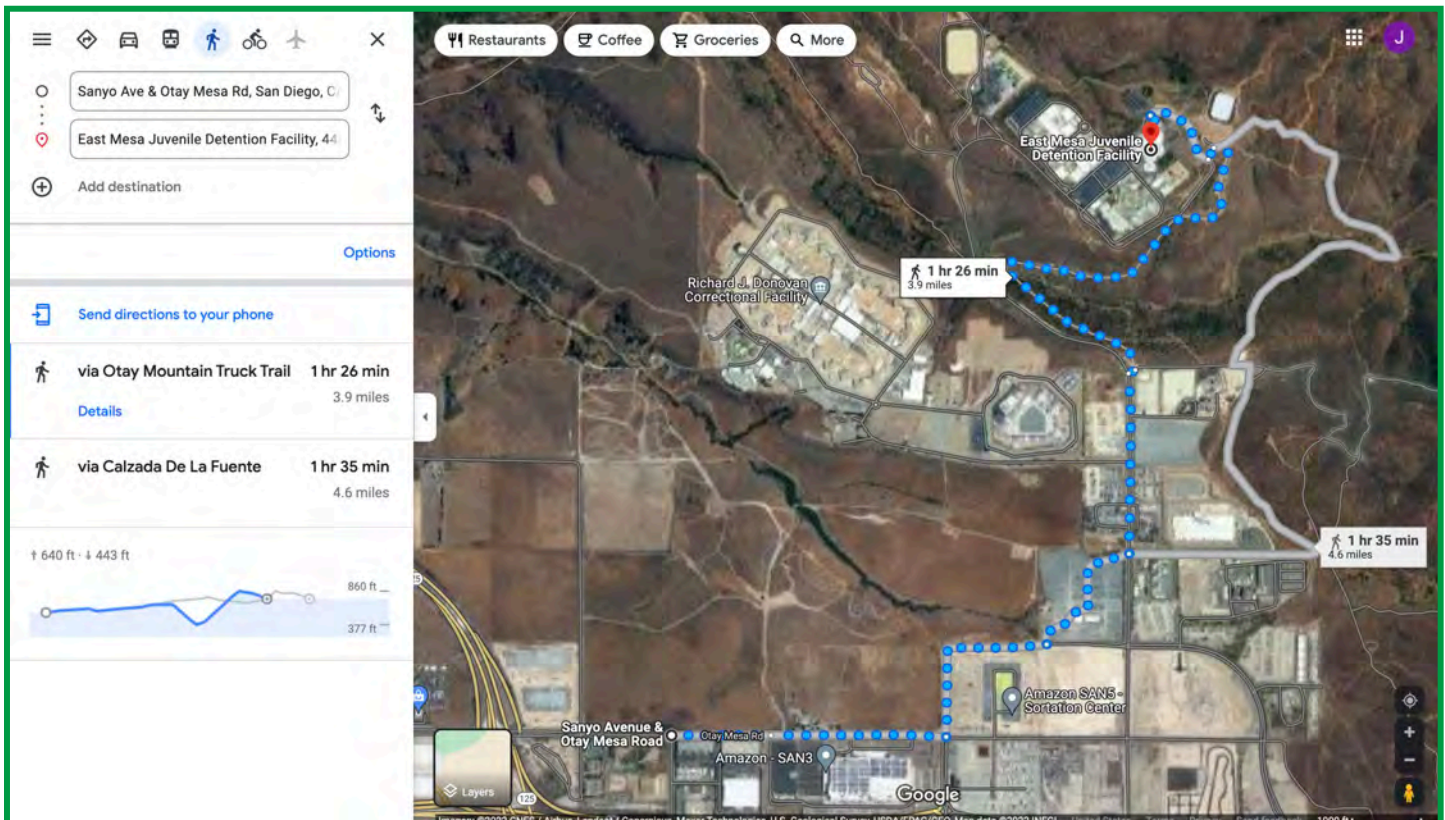 Sanyo Ave & Otay Mesa Rd, San Diego, C
East Mesa Juvenile Detention Facility, 44
Add destination
Options
Send directions to your phone
via Otay Mountain Truck Trail 1 hr 26 min
3.9 miles
Details
via Calzada De La Fuente 1 hr 35 min
4.6 miles
↑ 640 ft · ↓ 443 ft
860 ft
377 ft
Restaurants
Coffee
Groceries
More
J
East Mesa Juvenile
Detention Facility
1 hr 26 min
3.9 miles
Richard J. Donovan
Correctional Facility
1 hr 35 min
4.6 miles
Amazon SAN5 -
Sortation Center
Sanyo Avenue &
Otay Mesa Road
Otay Mesa Rd
Amazon - SAN3
Layers
125
Google